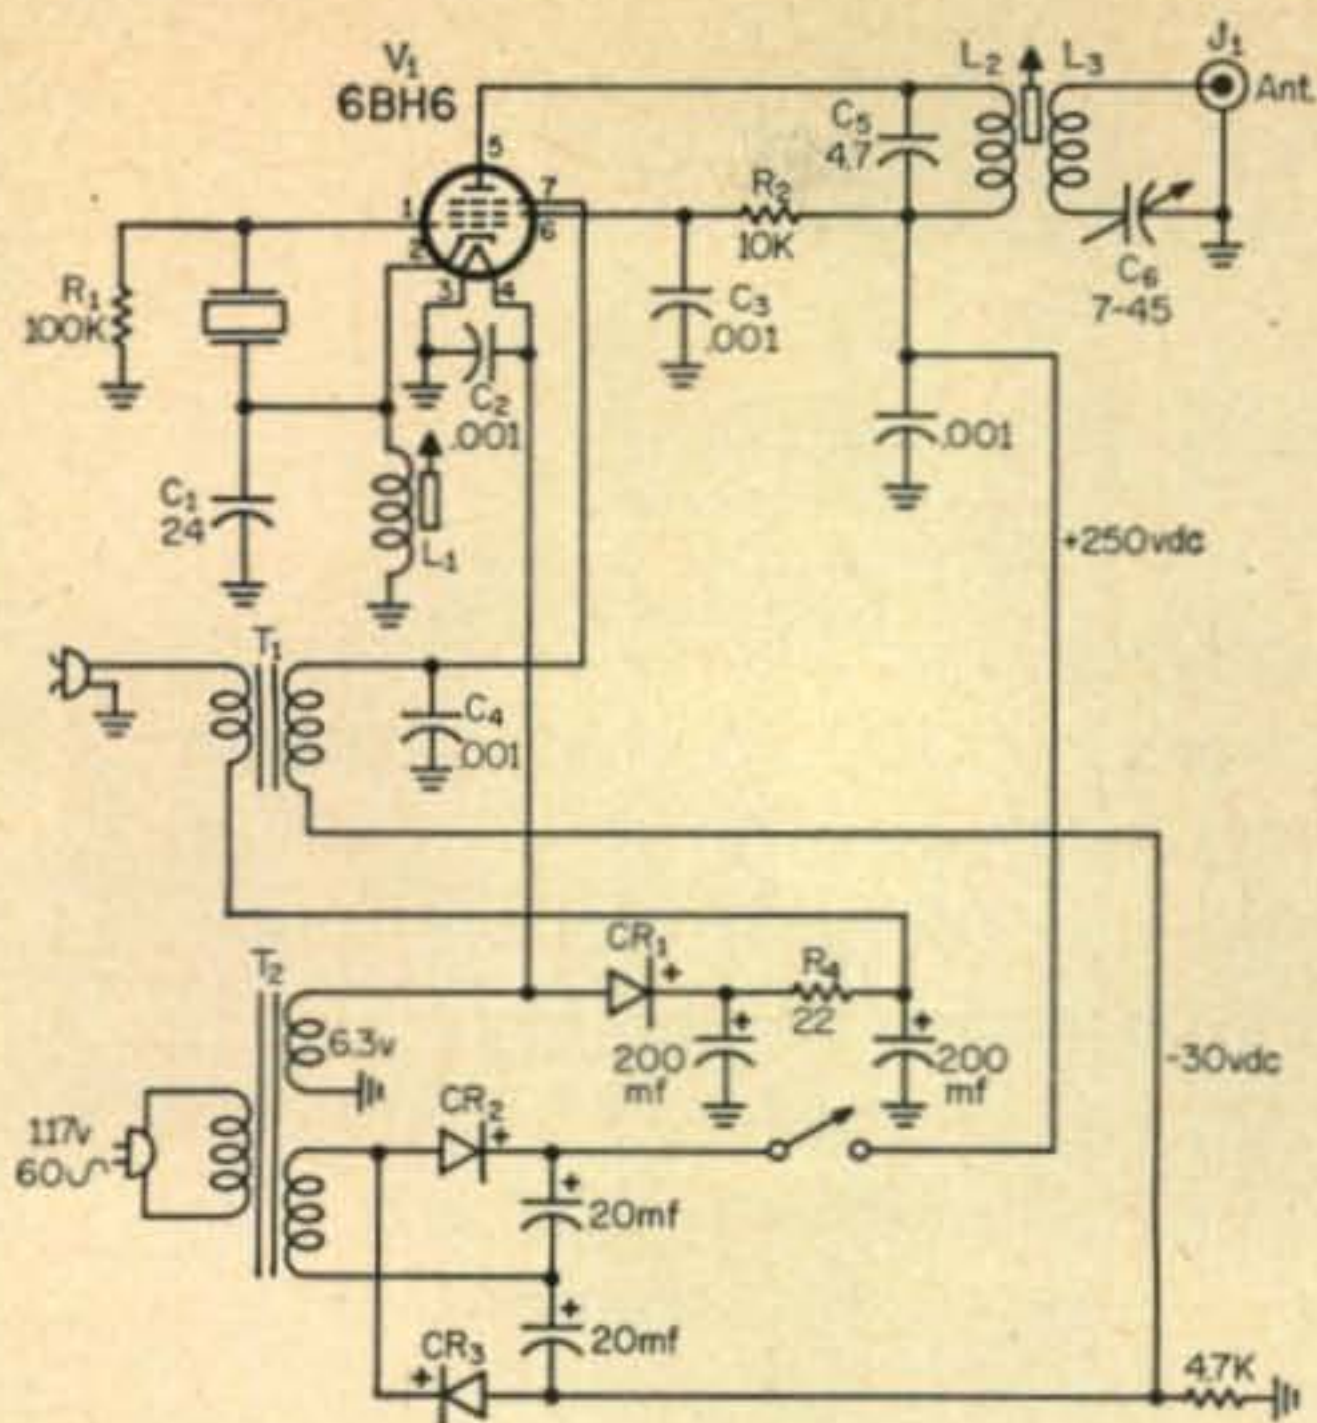 V1
6BH6
5
7
1
6
2
3
4
L2
L3
J1
Ant.
C5
4.7
R2
10K
C6
7-45
R1
100K
C3
.001
C2
.001
.001
C1
24
L1
+250vdc
T1
C4
.001
CR1
+
R4
22
T2
6.3v
+
200
mf
+
200
mf
-30vdc
117v
60
CR2
+
+
20mf
+
20mf
CR3
+
4.7K